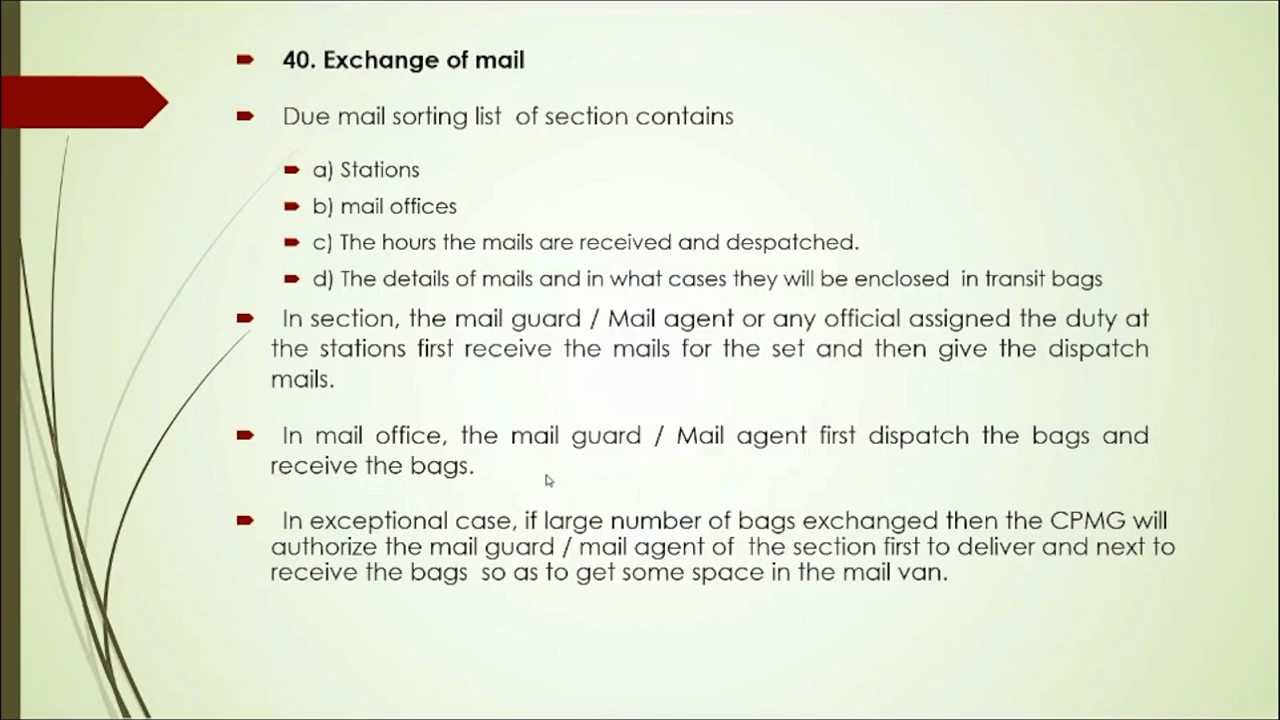 40. Exchange of mail
Due mail sorting list of section contains
a) Stations
b) mail offices
c) The hours the mails are received and despatched.
d) The details of mails and in what cases they will be enclosed in transit bags
In section, the mail guard / Mail agent or any official assigned the duty at
the stations first receive the mails for the set and then give the dispatch
mails.
In mail office, the mail guard / Mail agent first dispatch the bags and
receive the bags.
In exceptional case, if large number of bags exchanged then the CPMG will
authorize the mail guard / mail agent of the section first to deliver and next to
receive the bags so as to get some space in the mail van.